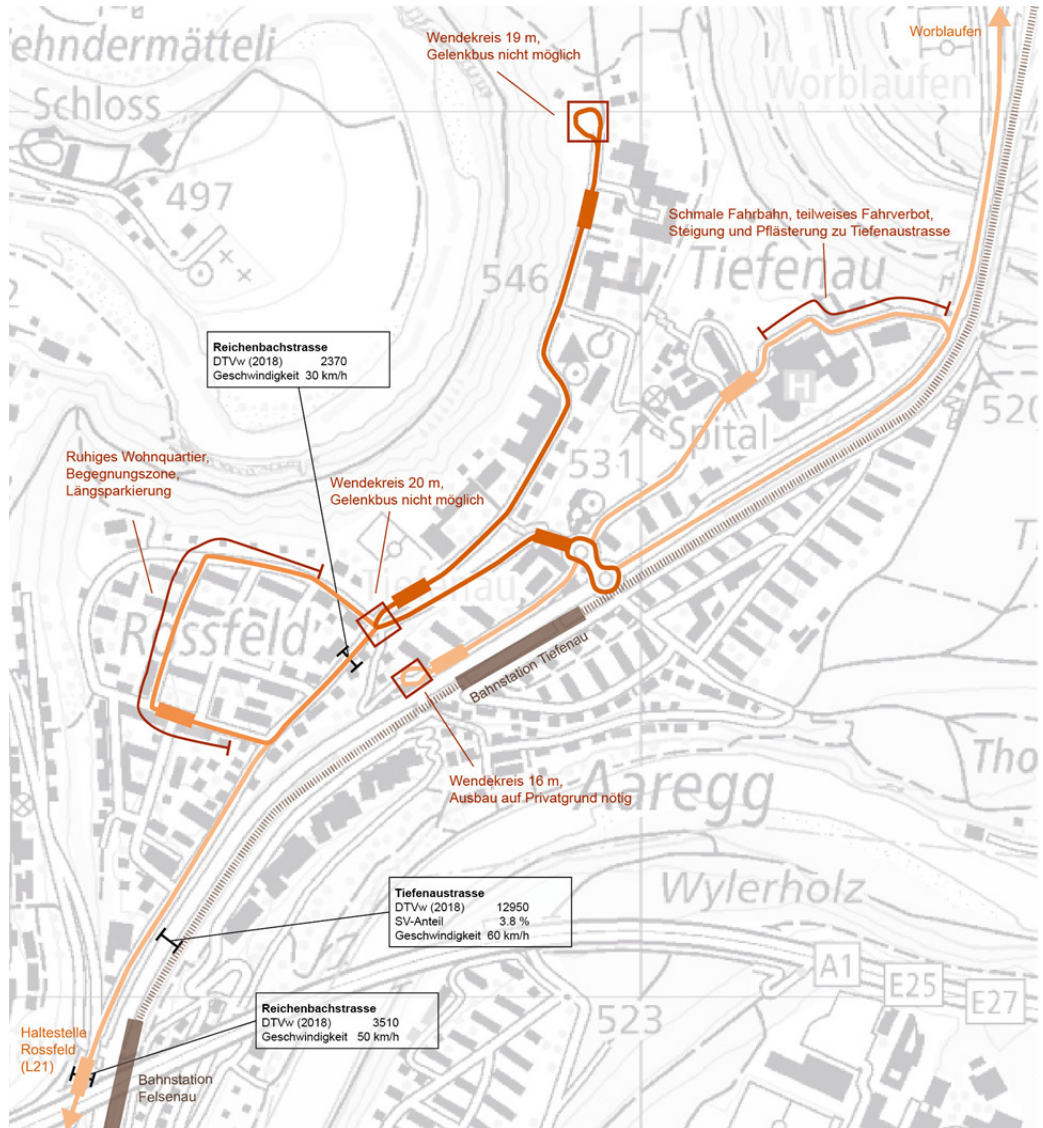 ehndermätteli
Schloss
497
Wendekreis 19 m,
Gelenkbus nicht möglich
Worblaufen
Worblaufen
Schmale Fahrbahn, teilweises Fahrverbot,
Steigung und Pflästerung zu Tiefenaustrasse
Tiefenau
546
Reichenbachstrasse
DTVw (2018) 2370
Geschwindigkeit 30 km/h
H
Spital
520
531
Ruhiges Wohnquartier,
Begegnungszone,
Längsparkierung
Wendekreis 20 m,
Gelenkbus nicht möglich
Tiefenau
Rossfeld
Bahnstation Tiefenau
Wendekreis 16 m,
Ausbau auf Privatgrund nötig
Aaregg
Tho
Tiefenaustrasse
DTVw (2018) 12950
SV-Anteil 3.8 %
Geschwindigkeit 60 km/h
Wylerholz
A1
E25
E27
523
Reichenbachstrasse
DTVw (2018) 3510
Geschwindigkeit 50 km/h
Haltestelle
Rossfeld
(L21)
Bahnstation
Felsenau